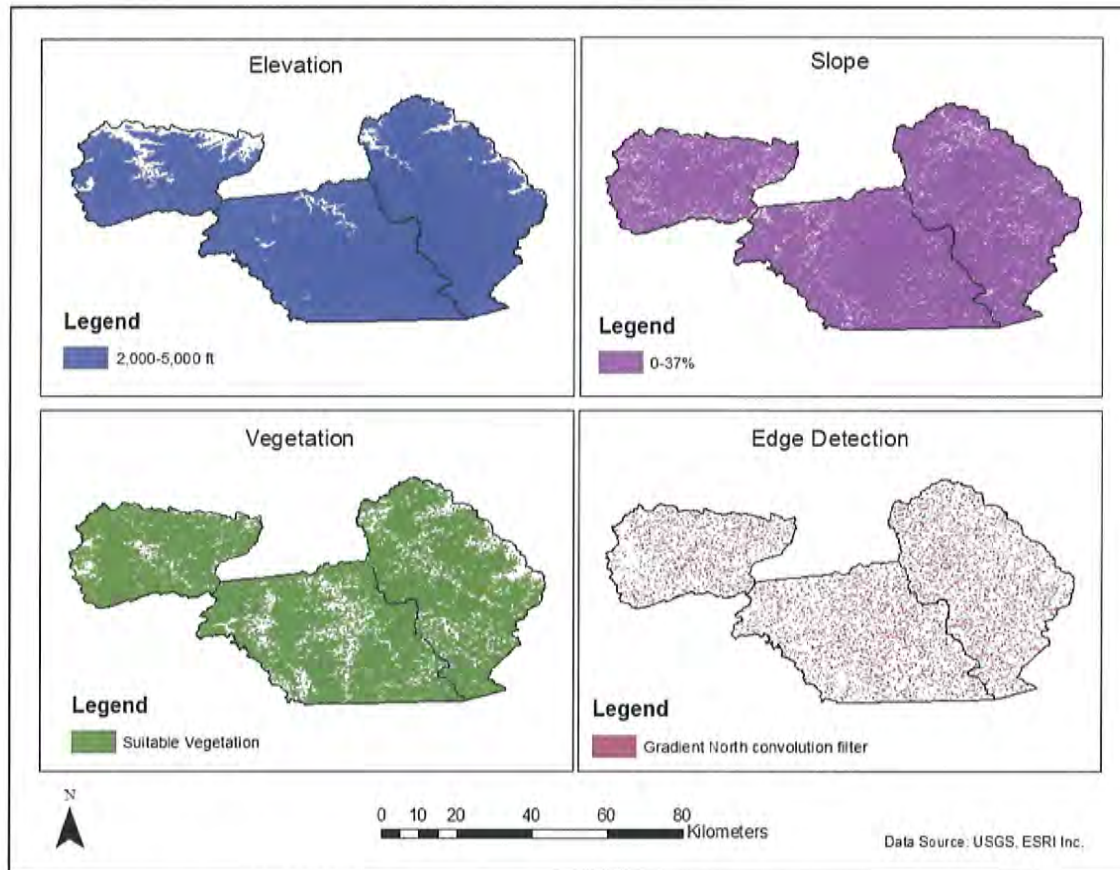 Elevation
Legend
2,000-5,000 ft
Slope
Legend
0-37%
Vegetation
Legend
Suitable Vegetation
Edge Detection
Legend
Gradient North convolution filter
N
0 10 20 40 60 80
Kilometers
Data Source: USGS, ESRI Inc.